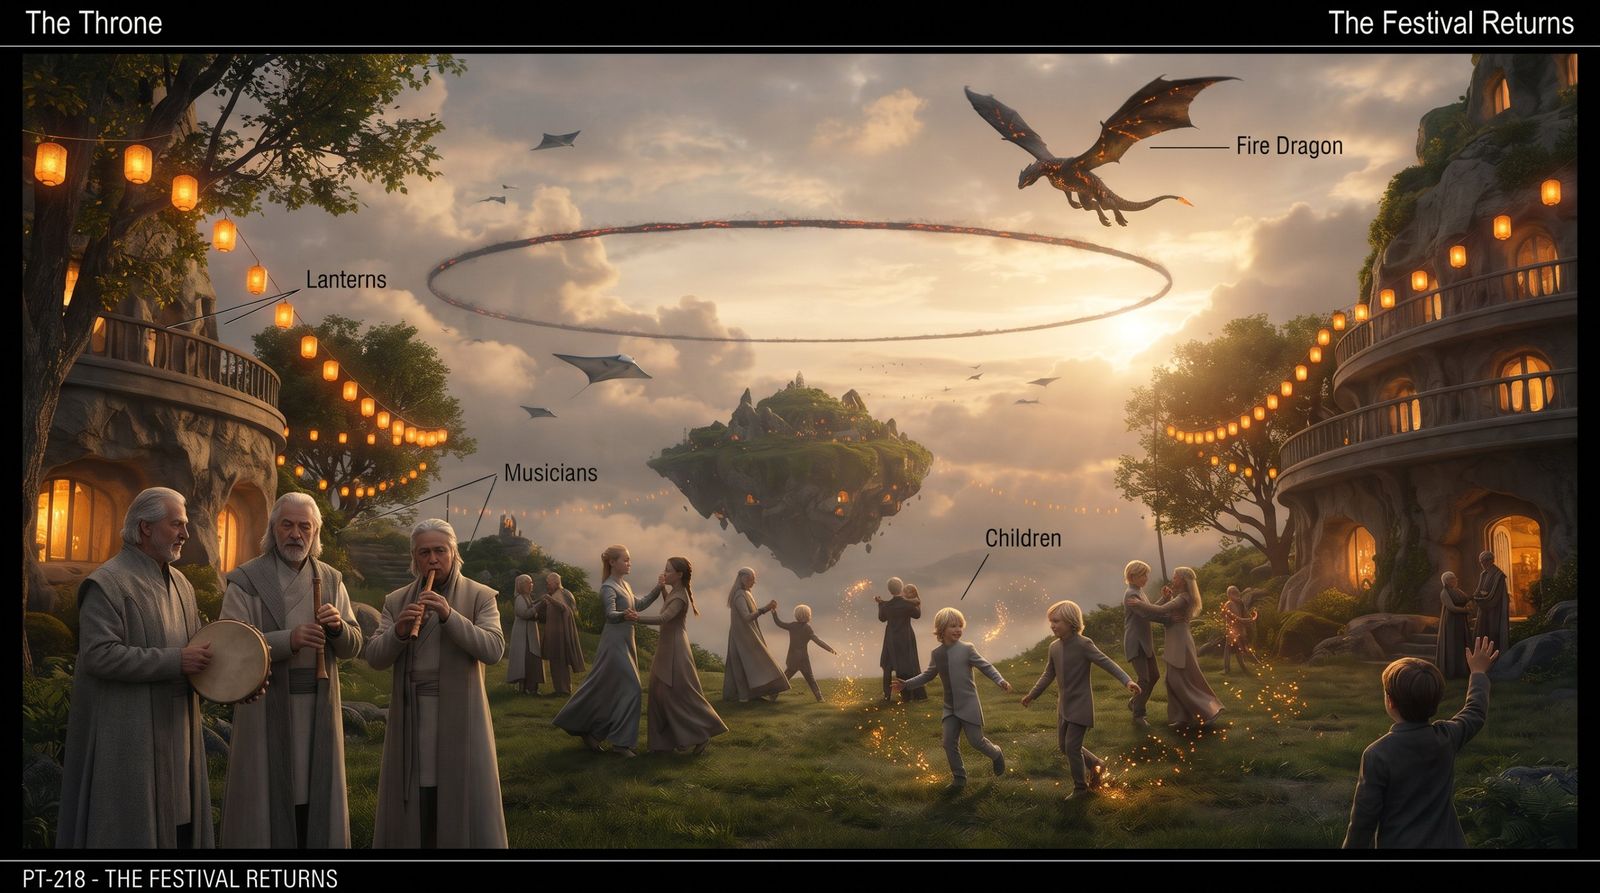 The Throne
The Festival Returns
Fire Dragon
Lanterns
Musicians
Children
PT-218 - THE FESTIVAL RETURNS